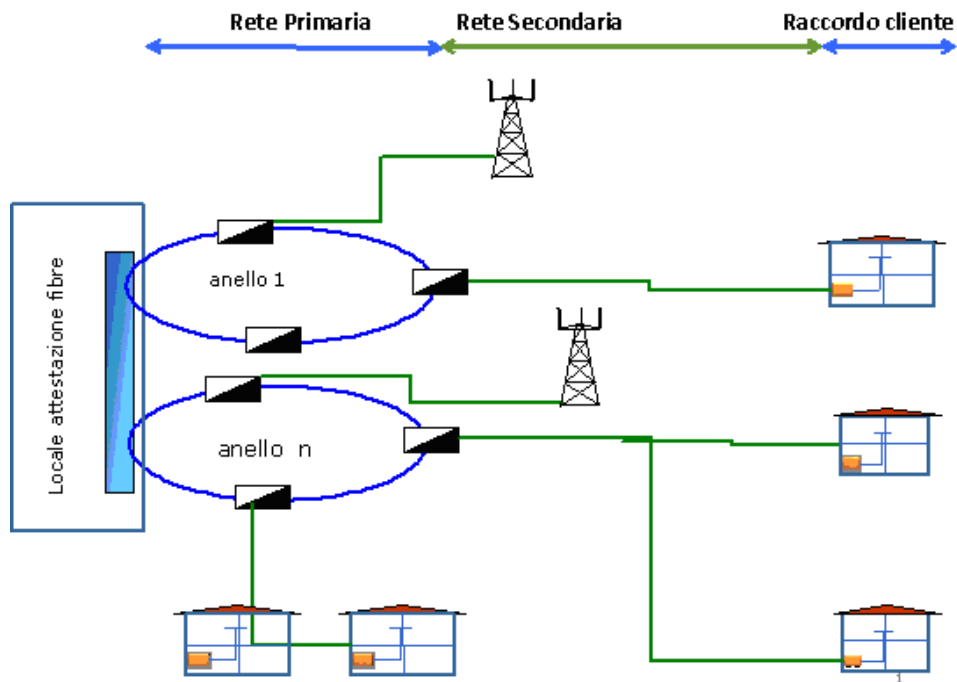 Rete Primaria
Rete Secondaria
Raccordo cliente
Locale attestazione fibre
anello 1
anello n
1